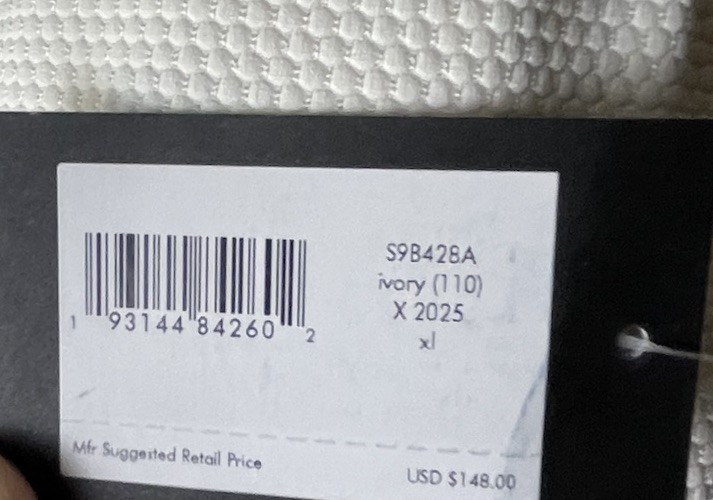 S9B428A
ivory (110)
X 2025
xl
1 93144 84260 2
Mfr Suggested Retail Price
USD $148.00